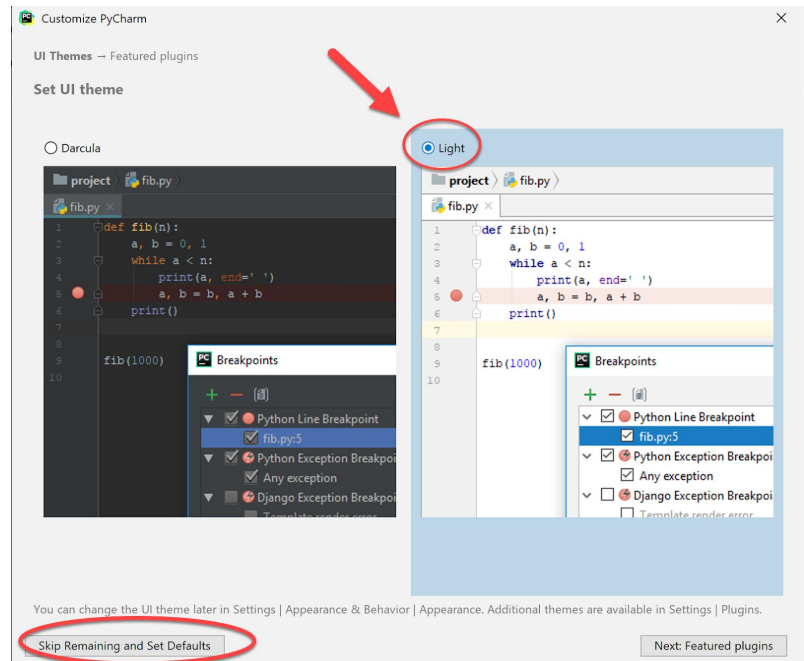 Customize PyCharm
UI Themes → Featured plugins
Set UI theme
Darcula
project fib.py
fib.py
1 def fib(n):
2 a, b = 0, 1
3 while a < n:
4 print(a, end=' ')
5 a, b = b, a + b
6 print()
7
8
9 fib(1000)
10
Breakpoints
Python Line Breakpoint
fib.py:5
Python Exception Breakpoi
Any exception
Django Exception Breakpoi
Template render error
Light
project fib.py
fib.py
1 def fib(n):
2 a, b = 0, 1
3 while a < n:
4 print(a, end=' ')
5 a, b = b, a + b
6 print()
7
8
9 fib(1000)
10
Breakpoints
Python Line Breakpoint
fib.py:5
Python Exception Breakpoi
Any exception
Django Exception Breakpoi
Template render error
You can change the UI theme later in Settings | Appearance & Behavior | Appearance. Additional themes are available in Settings | Plugins.
Skip Remaining and Set Defaults
Next: Featured plugins